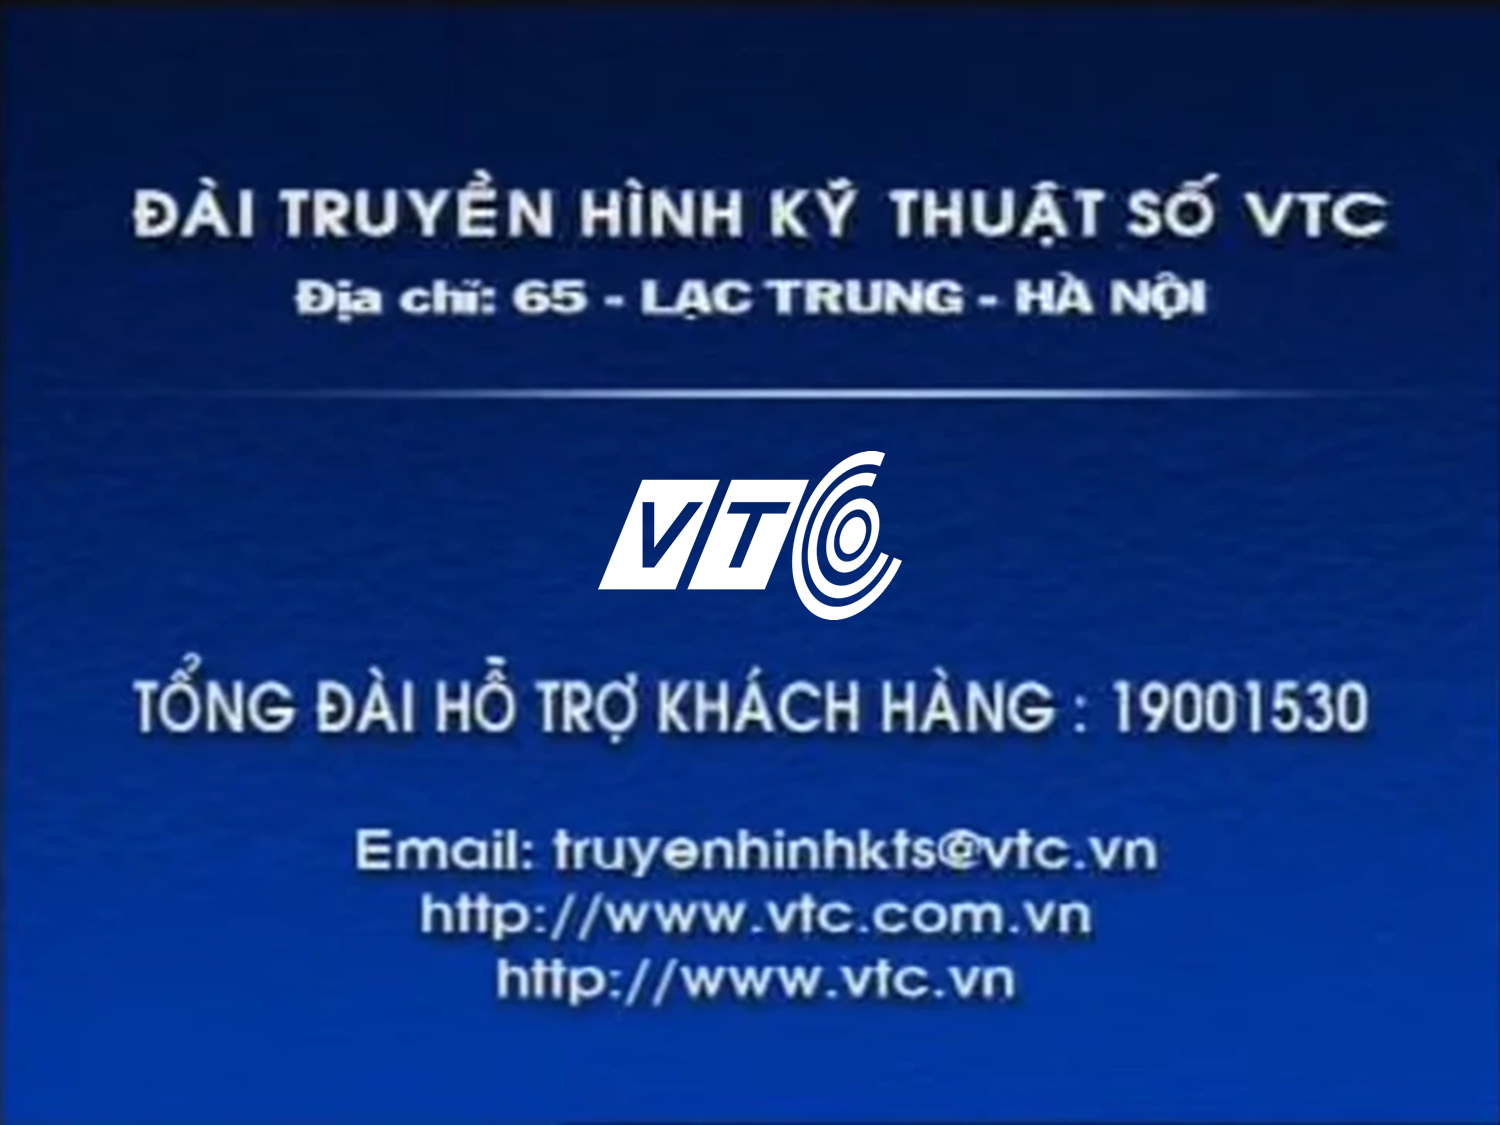 ĐÀI TRUYỀN HÌNH KỸ THUẬT SỐ VTC
Địa chỉ: 65 - LẠC TRUNG - HÀ NỘI
VTC
TỔNG ĐÀI HỖ TRỢ KHÁCH HÀNG : 19001530
Email: truyenhinhkts@vtc.vn
http://www.vtc.com.vn
http://www.vtc.vn